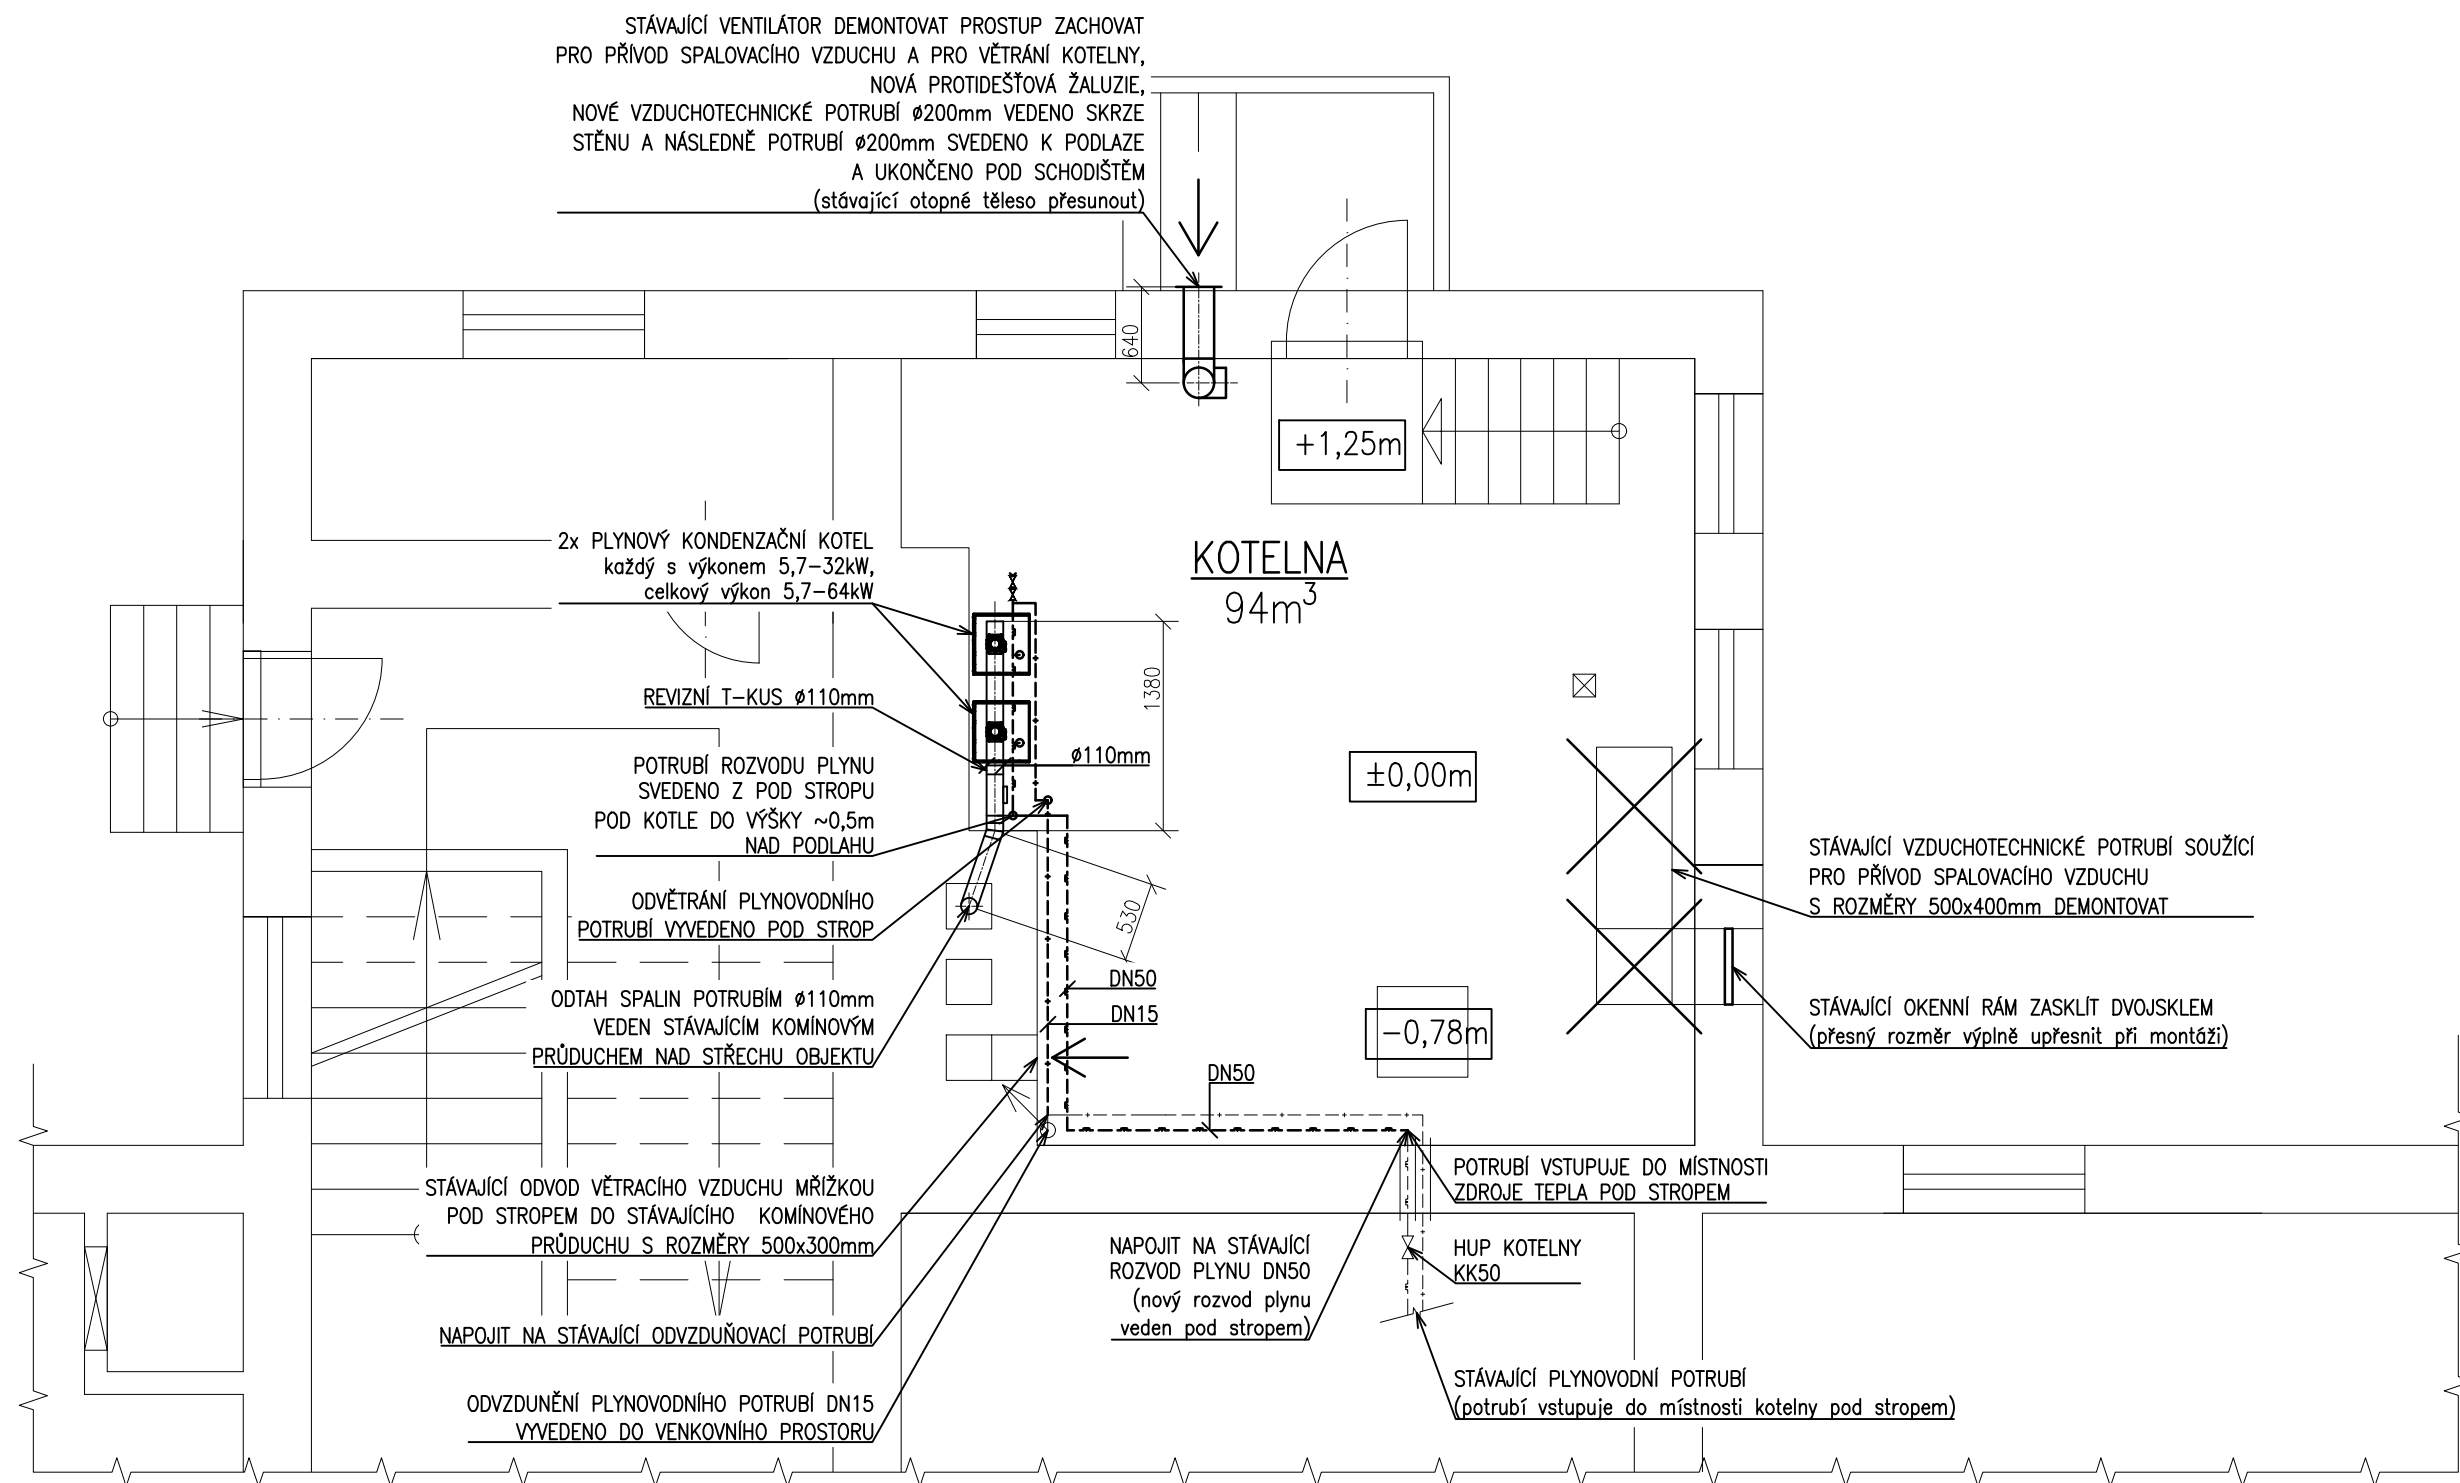 STÁVAJÍCÍ VENTILÁTOR DEMONTOVAT PROSTUP ZACHOVAT
PRO PŘÍVOD SPALOVACÍHO VZDUCHU A PRO VĚTRÁNÍ KOTELNY,
NOVÁ PROTIDEŠŤOVÁ ŽALUZIE,
NOVÉ VZDUCHOTECHNICKÉ POTRUBÍ ø200mm VEDENO SKRZE
STĚNU A NÁSLEDNĚ POTRUBÍ ø200mm SVEDENO K PODLAZE
A UKONČENO POD SCHODIŠTĚM
(stávající otopné těleso přesunout)
640
+1,25m
2x PLYNOVÝ KONDENZAČNÍ KOTEL
každý s výkonem 5,7-32kW,
celkový výkon 5,7-64kW
KOTELNA
94m³
REVIZNÍ T-KUS ø110mm
1380
ø110mm
POTRUBÍ ROZVODU PLYNU
SVEDENO Z POD STROPU
POD KOTLE DO VÝŠKY ~0,5m
NAD PODLAHU
±0,00m
STÁVAJÍCÍ VZDUCHOTECHNICKÉ POTRUBÍ SOUŽÍCÍ
PRO PŘÍVOD SPALOVACÍHO VZDUCHU
S ROZMĚRY 500x400mm DEMONTOVAT
ODVĚTRÁNÍ PLYNOVODNÍHO
POTRUBÍ VYVEDENO POD STROP
530
DN50
DN15
ODTAH SPALIN POTRUBÍM ø110mm
VEDEN STÁVAJÍCÍM KOMÍNOVÝM
PRŮDUCHEM NAD STŘECHU OBJEKTU
-0,78m
STÁVAJÍCÍ OKENNÍ RÁM ZASKLÍT DVOJSKLEM
(přesný rozměr výplně upřesnit při montáži)
DN50
STÁVAJÍCÍ ODVOD VĚTRACÍHO VZDUCHU MŘÍŽKOU
POD STROPEM DO STÁVAJÍCÍHO KOMÍNOVÉHO
PRŮDUCHU S ROZMĚRY 500x300mm
POTRUBÍ VSTUPUJE DO MÍSTNOSTI
ZDROJE TEPLA POD STROPEM
NAPOJIT NA STÁVAJÍCÍ
ROZVOD PLYNU DN50
(nový rozvod plynu
veden pod stropem)
HUP KOTELNY
KK50
NAPOJIT NA STÁVAJÍCÍ ODVZDUŇOVACÍ POTRUBÍ
ODVZDUNĚNÍ PLYNOVODNÍHO POTRUBÍ DN15
VYVEDENO DO VENKOVNÍHO PROSTORU
STÁVAJÍCÍ PLYNOVODNÍ POTRUBÍ
(potrubí vstupuje do místnosti kotelny pod stropem)